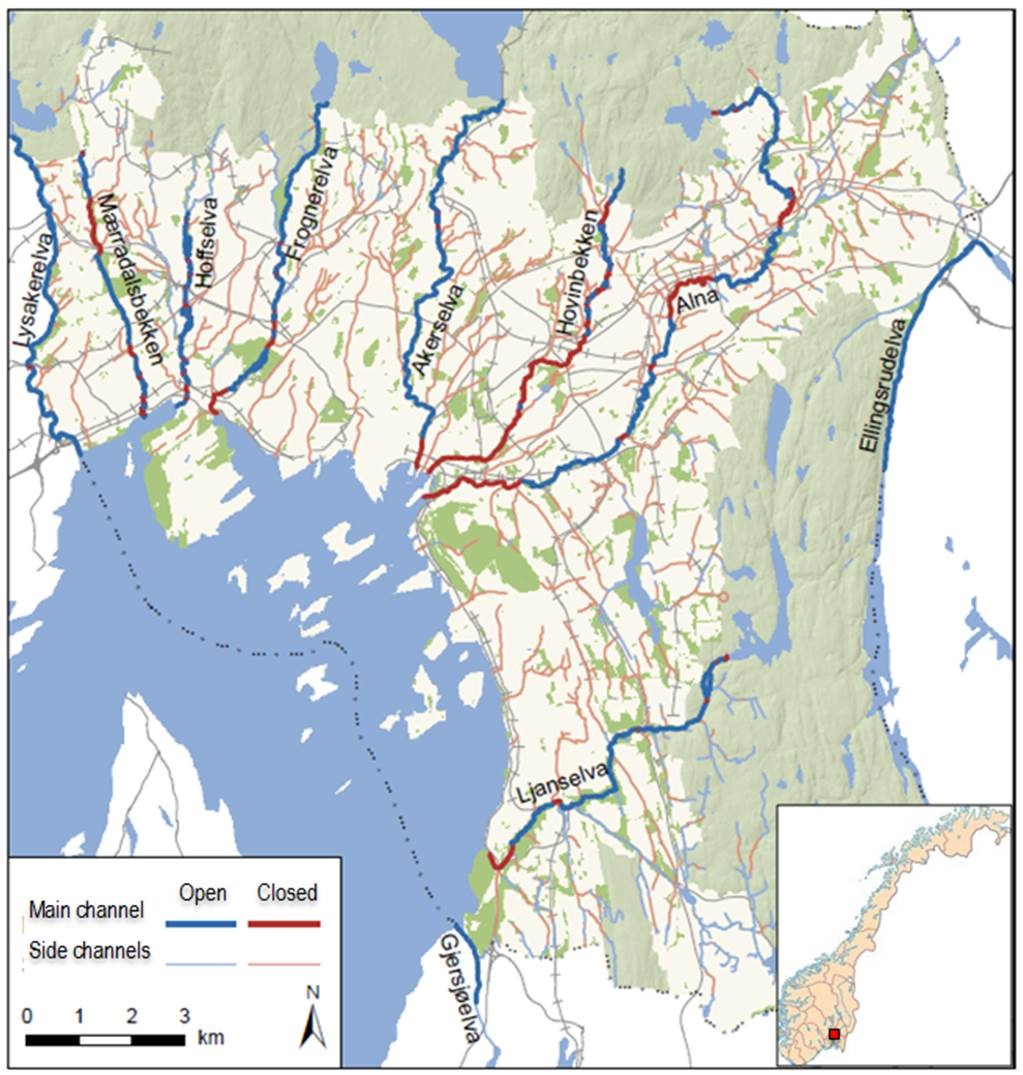 Lysakerelva
Mærradalsbekken
Hoffselva
Frognerelva
Akerselva
Hovinbekken
Alna
Ellingsrudelva
Ljanselva
Gjersjøelva
Open Closed
Main channel
Side channels
0 1 2 3 km
N